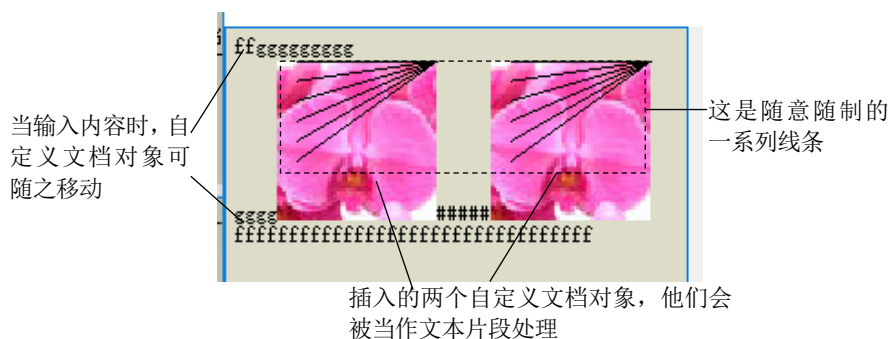 ffggggggggg
当输入内容时，自
定义文档对象可
随之移动
这是随意随制的
一系列线条
gggg #####
fffffffffffffffffffffffffffffffff
插入的两个自定义文档对象，他们会
被当作文本片段处理